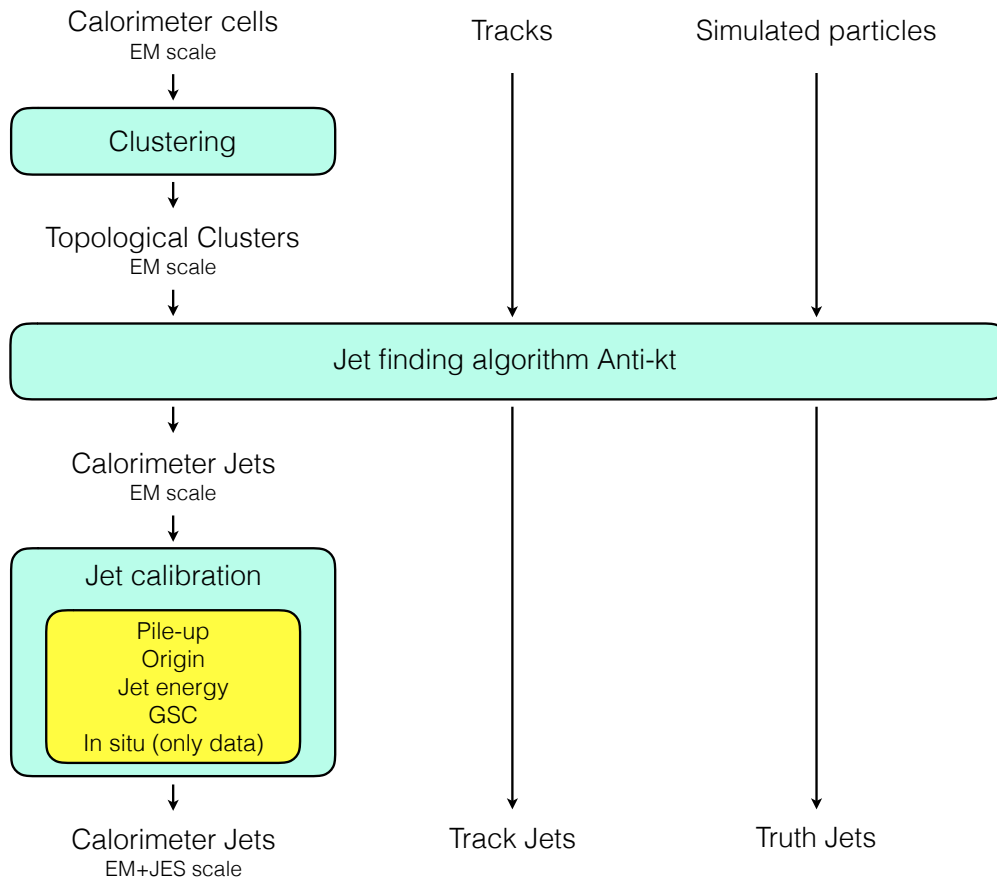 Calorimeter cells
EM scale
Tracks
Simulated particles
Clustering
Topological Clusters
EM scale
Jet finding algorithm Anti-kt
Calorimeter Jets
EM scale
Jet calibration
Pile-up
Origin
Jet energy
GSC
In situ (only data)
Calorimeter Jets
EM+JES scale
Track Jets
Truth Jets